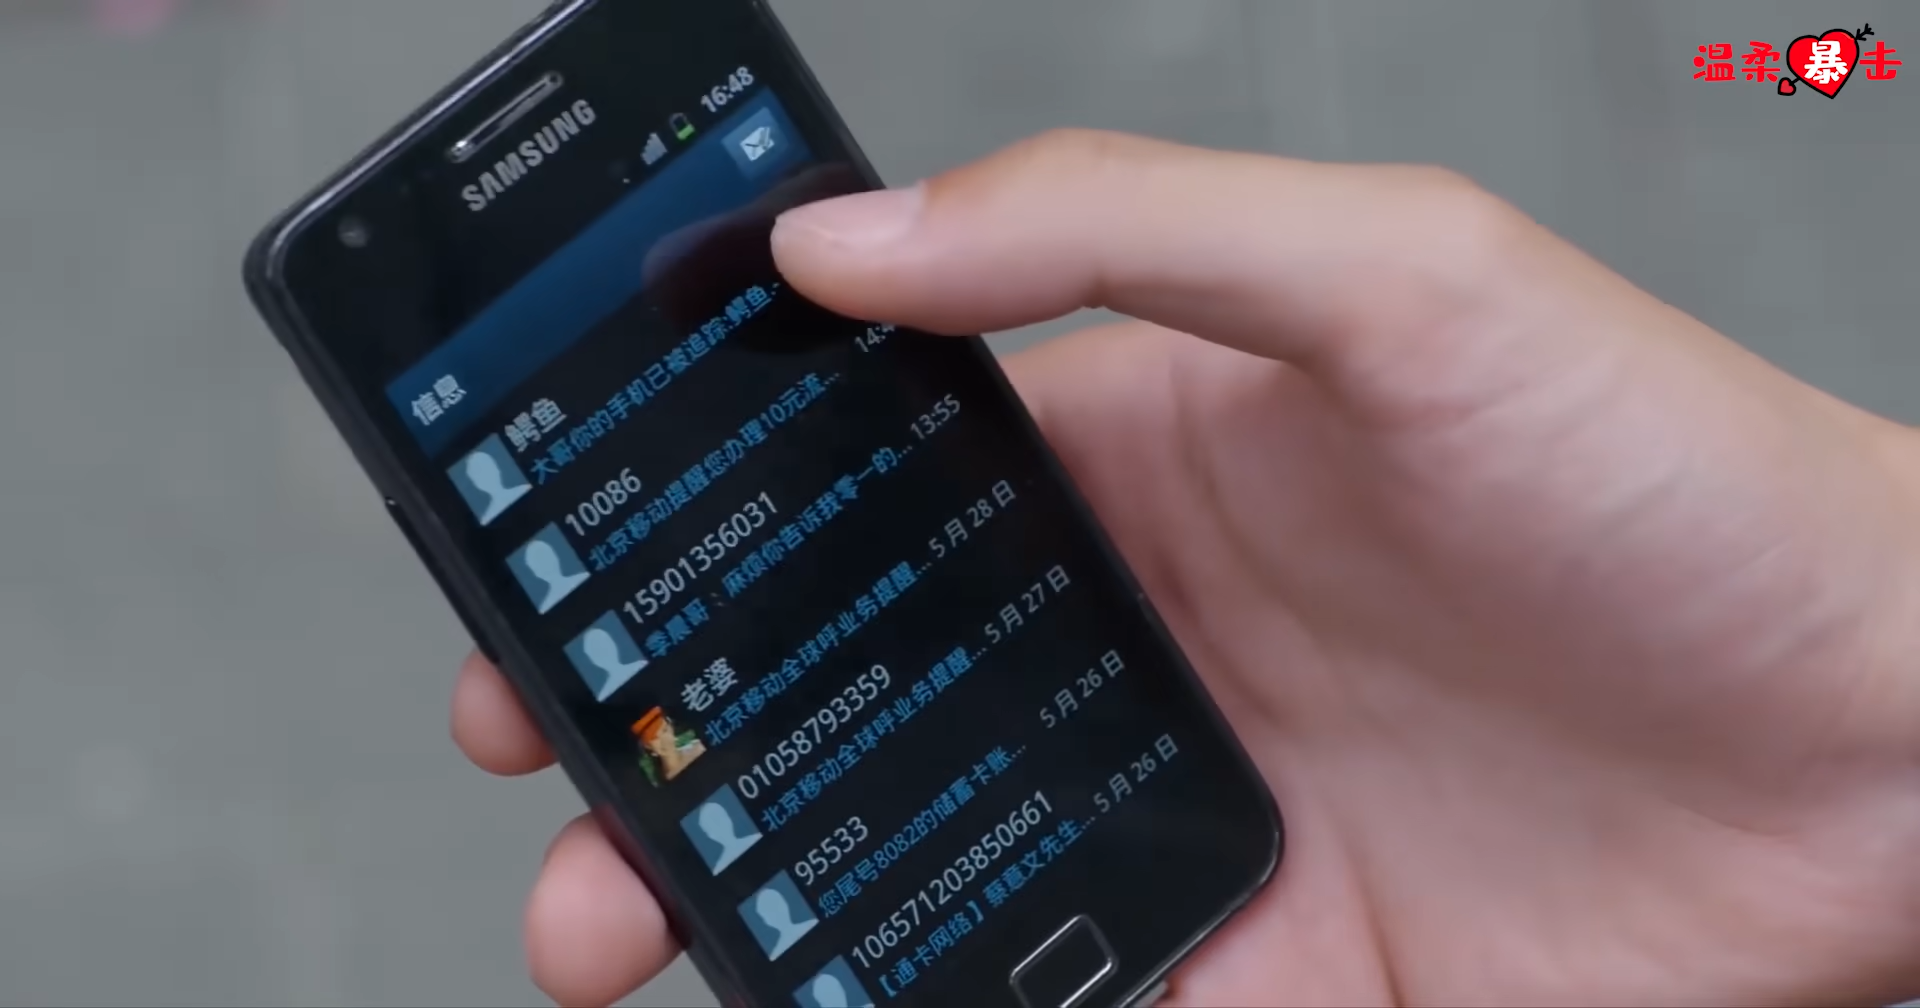 温柔暴击
SAMSUNG
16:48
信息
鳄鱼
大哥你的手机已被追踪:鳄鱼.-
10086
14:4
北京移动提醒您办理10元流...
15901356031
季晨哥、麻烦你告诉我零一的... 13:55
老婆
北京移动全球呼业务提醒... 5月28日
01058793359
北京移动全球呼业务提醒... 5月27日
95533
您尾号8082的储蓄卡账... 5月26日
106571203850661
【通卡网络】蔡意文先生... 5月26日